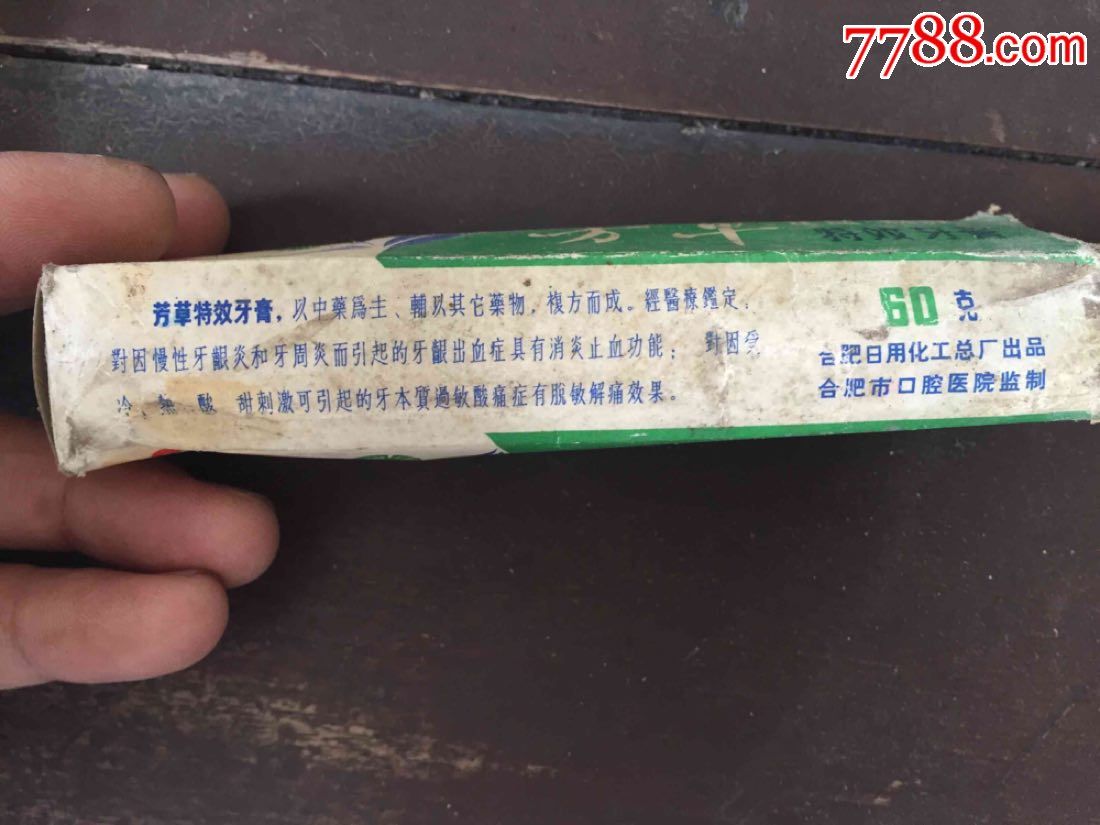 7788.com
特效牙膏
芳草特效牙膏，以中藥爲主、輔以其它藥物，複方而成。經醫療鑑定：
60克
對因慢性牙齦炎和牙周炎而引起的牙齦出血症具有消炎止血功能； 對因受
合肥日用化工总厂出品
冷、熱 酸 甜刺激可引起的牙本質過敏酸痛症有脫敏解痛效果。
合肥市口腔医院监制